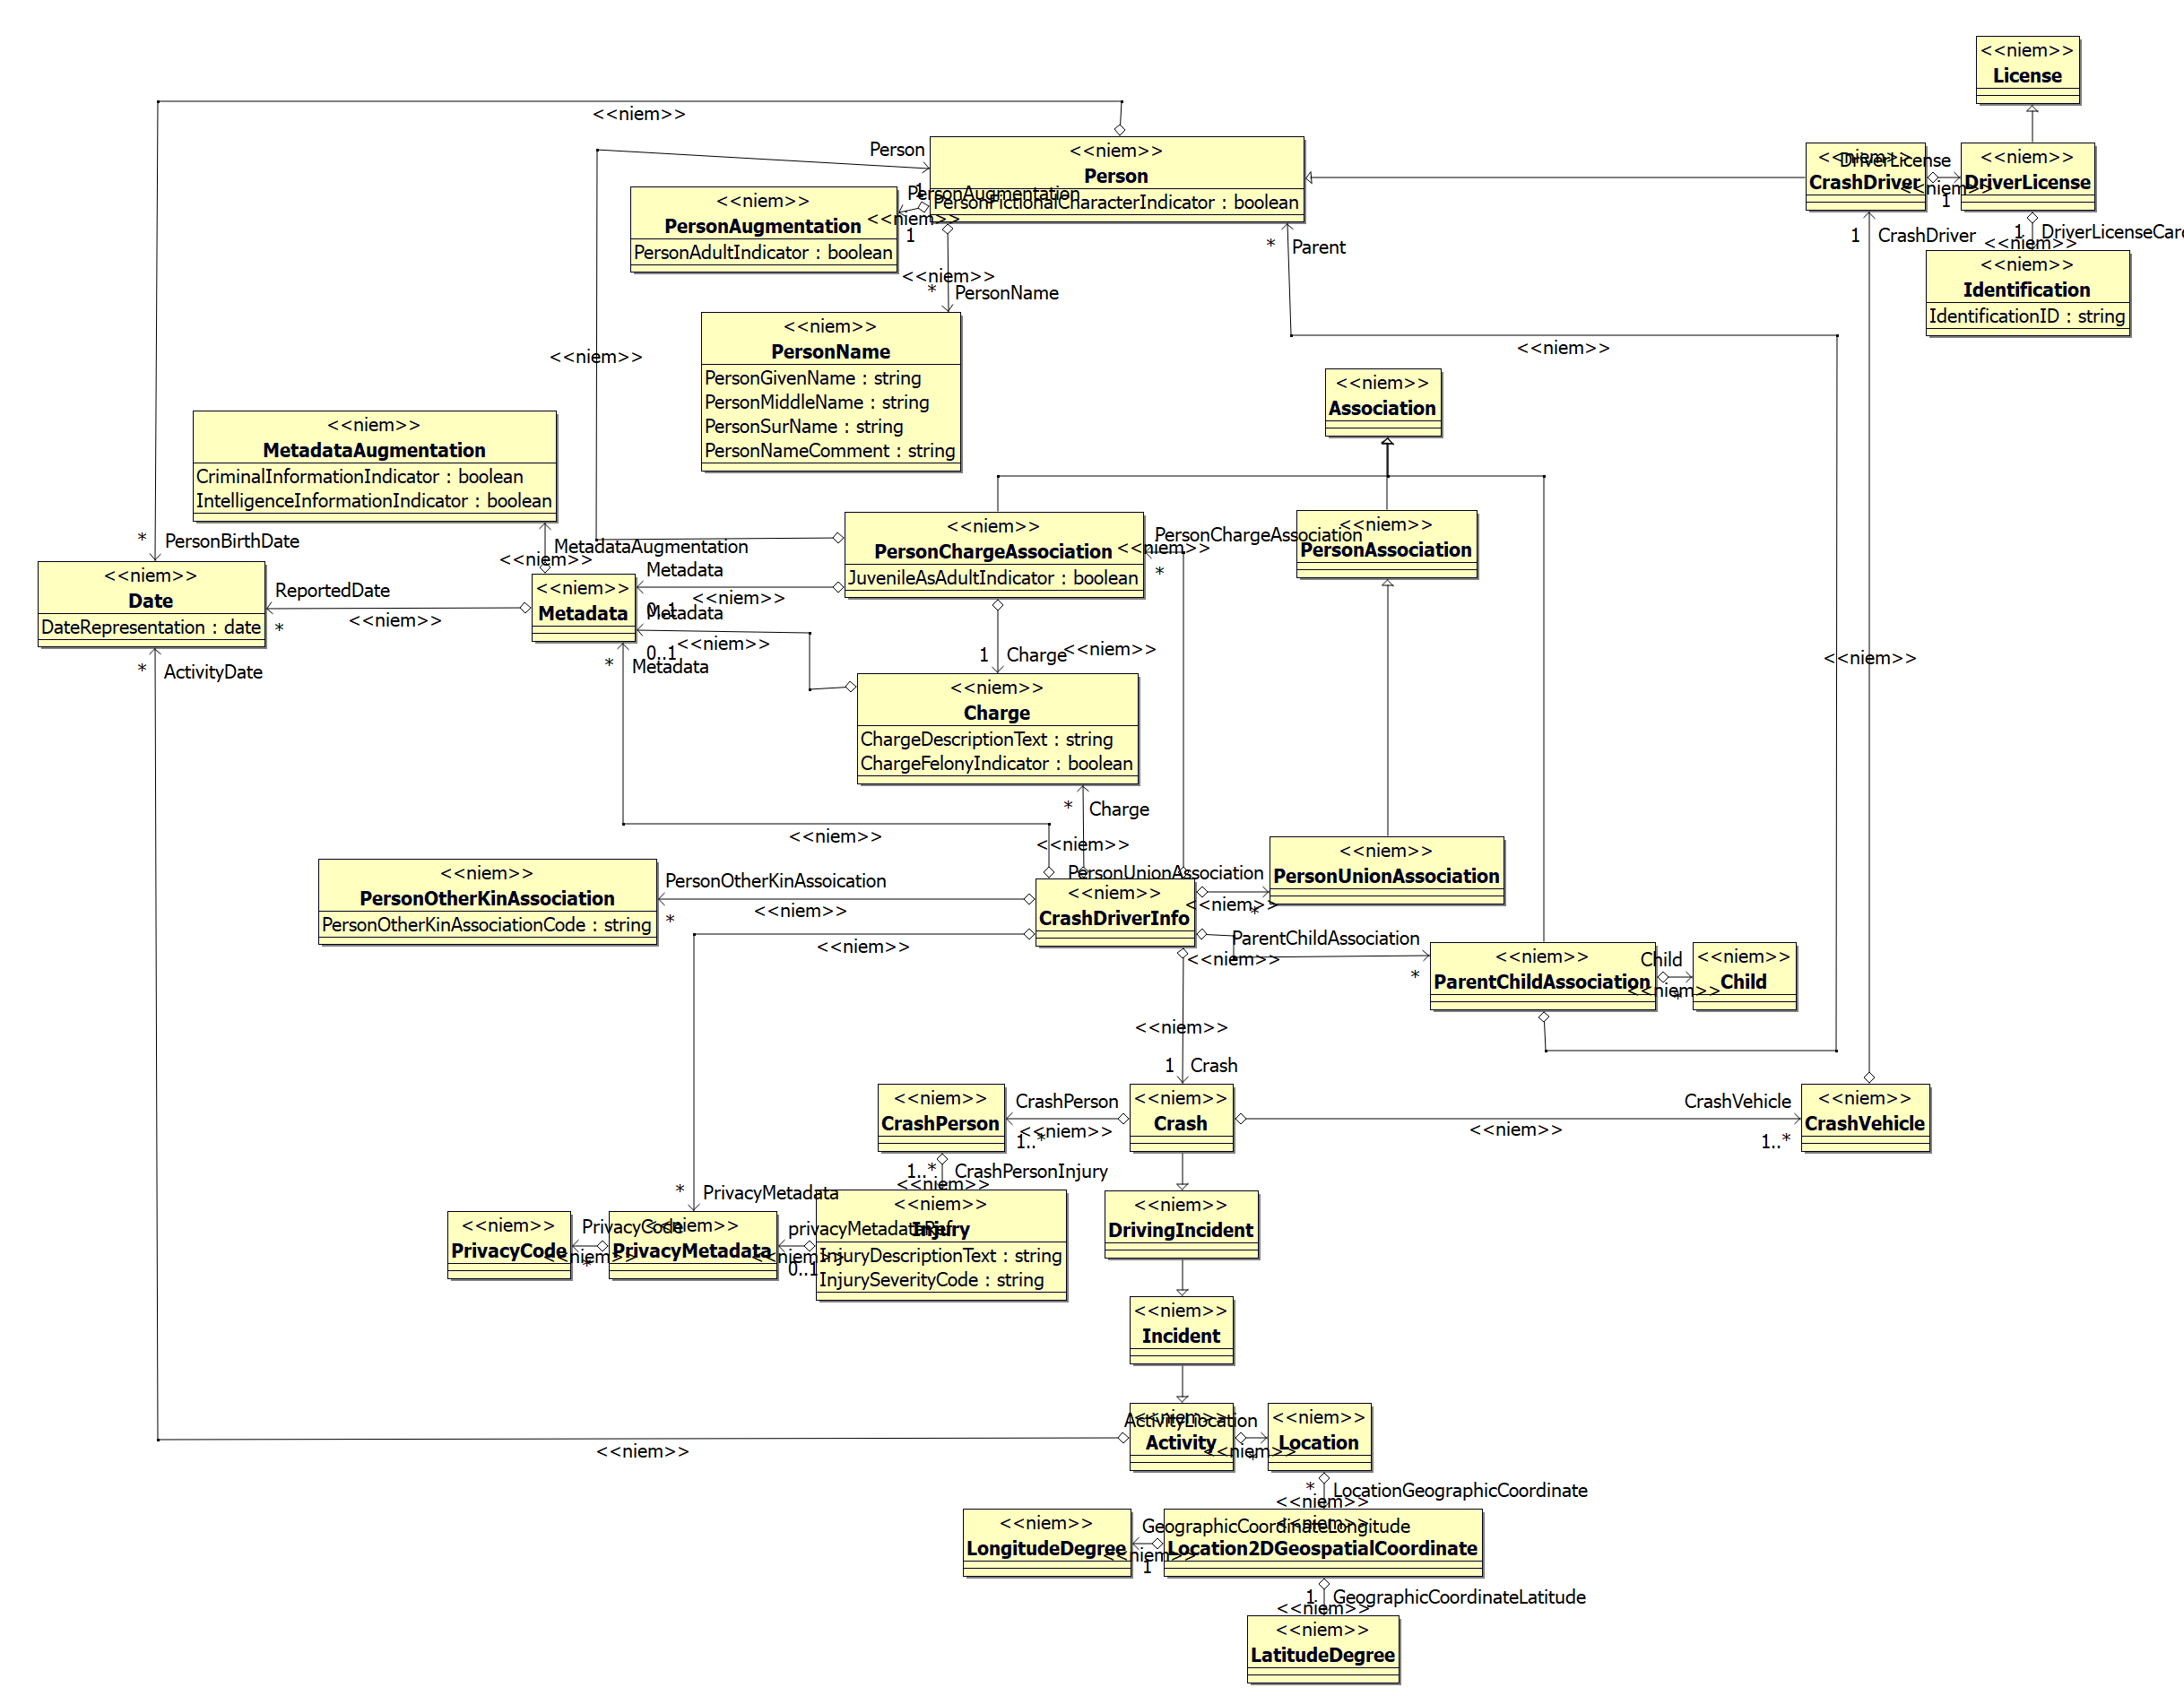 <<niem>>
License
<<niem>>
<<niem>>
Person
PersonFictionalCharacterIndicator : boolean
Person
1
<<niem>>
CrashDriver
DriverLicense
<<niem>>
1
<<niem>>
DriverLicense
1
<<niem>>
<<niem>>
PersonAugmentation
PersonAdultIndicator : boolean
PersonAugmentation
<<niem>>
1
1 CrashDriver
* Parent
<<niem>>
Identification
IdentificationID : string
<<niem>>
* PersonName
<<niem>>
PersonName
PersonGivenName : string
PersonMiddleName : string
PersonSurName : string
PersonNameComment : string
<<niem>>
<<niem>>
<<niem>>
Association
<<niem>>
MetadataAugmentation
CriminalInformationIndicator : boolean
IntelligenceInformationIndicator : boolean
* PersonBirthDate
<<niem>>
MetadataAugmentation
<<niem>>
PersonChargeAssociation
JuvenileAsAdultIndicator : boolean
PersonChargeAssociation
<<niem>>
*
<<niem>>
PersonAssociation
<<niem>>
Date
DateRepresentation : date
ReportedDate
<<niem>>
*
<<niem>>
Metadata
Metadata
<<niem>>
0..1
Metadata
<<niem>>
0..1
* Metadata
* ActivityDate
1 Charge
<<niem>>
<<niem>>
<<niem>>
Charge
ChargeDescriptionText : string
ChargeFelonyIndicator : boolean
* Charge
<<niem>>
<<niem>>
<<niem>>
PersonOtherKinAssociation
PersonOtherKinAssociationCode : string
PersonOtherKinAssoication
<<niem>>
*
<<niem>>
<<niem>>
CrashDriverInfo
PersonUnionAssociation
<<niem>>
*
<<niem>>
PersonUnionAssociation
ParentChildAssociation
<<niem>>
*
<<niem>>
ParentChildAssociation
Child
<<niem>>
*
<<niem>>
Child
<<niem>>
1 Crash
<<niem>>
CrashPerson
CrashPerson
<<niem>>
1..*
<<niem>>
Crash
<<niem>>
CrashVehicle
1..*
<<niem>>
CrashVehicle
1..* CrashPersonInjury
<<niem>>
* PrivacyMetadata
<<niem>>
PrivacyCode
PrivacyCode
<<niem>>
*
<<niem>>
PrivacyMetadata
privacyMetadataRef
<<niem>>
0..1
<<niem>>
Injury
InjuryDescriptionText : string
InjurySeverityCode : string
<<niem>>
DrivingIncident
<<niem>>
Incident
<<niem>>
<<niem>>
Activity
ActivityLocation
<<niem>>
*
<<niem>>
Location
* LocationGeographicCoordinate
<<niem>>
<<niem>>
LongitudeDegree
GeographicCoordinateLongitude
<<niem>>
1
<<niem>>
Location2DGeospatialCoordinate
1 GeographicCoordinateLatitude
<<niem>>
<<niem>>
LatitudeDegree